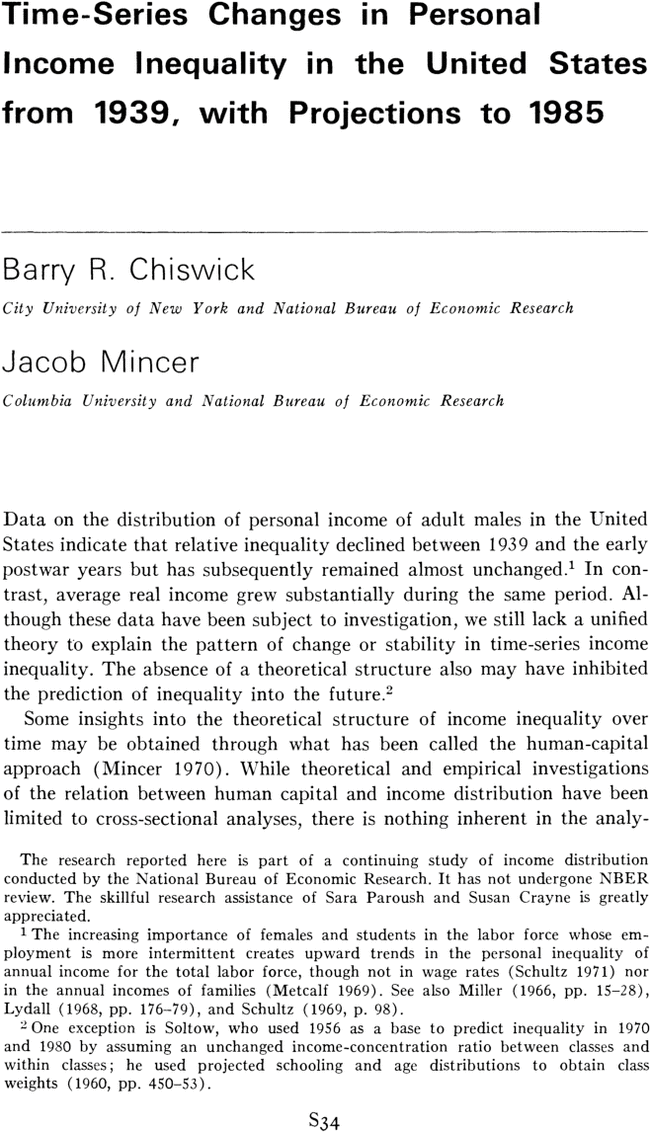 Time-Series Changes in Personal
Income Inequality in the United States
from 1939, with Projections to 1985
Barry R. Chiswick
City University of New York and National Bureau of Economic Research
Jacob Mincer
Columbia University and National Bureau of Economic Research
Data on the distribution of personal income of adult males in the United
States indicate that relative inequality declined between 1939 and the early
postwar years but has subsequently remained almost unchanged.¹ In con-
trast, average real income grew substantially during the same period. Al-
though these data have been subject to investigation, we still lack a unified
theory to explain the pattern of change or stability in time-series income
inequality. The absence of a theoretical structure also may have inhibited
the prediction of inequality into the future.²
Some insights into the theoretical structure of income inequality over
time may be obtained through what has been called the human-capital
approach (Mincer 1970). While theoretical and empirical investigations
of the relation between human capital and income distribution have been
limited to cross-sectional analyses, there is nothing inherent in the analy-
The research reported here is part of a continuing study of income distribution
conducted by the National Bureau of Economic Research. It has not undergone NBER
review. The skillful research assistance of Sara Paroush and Susan Crayne is greatly
appreciated.
¹ The increasing importance of females and students in the labor force whose em-
ployment is more intermittent creates upward trends in the personal inequality of
annual income for the total labor force, though not in wage rates (Schultz 1971) nor
in the annual incomes of families (Metcalf 1969). See also Miller (1966, pp. 15–28),
Lydall (1968, pp. 176–79), and Schultz (1969, p. 98).
² One exception is Soltow, who used 1956 as a base to predict inequality in 1970
and 1980 by assuming an unchanged income-concentration ratio between classes and
within classes; he used projected schooling and age distributions to obtain class
weights (1960, pp. 450–53).
S34